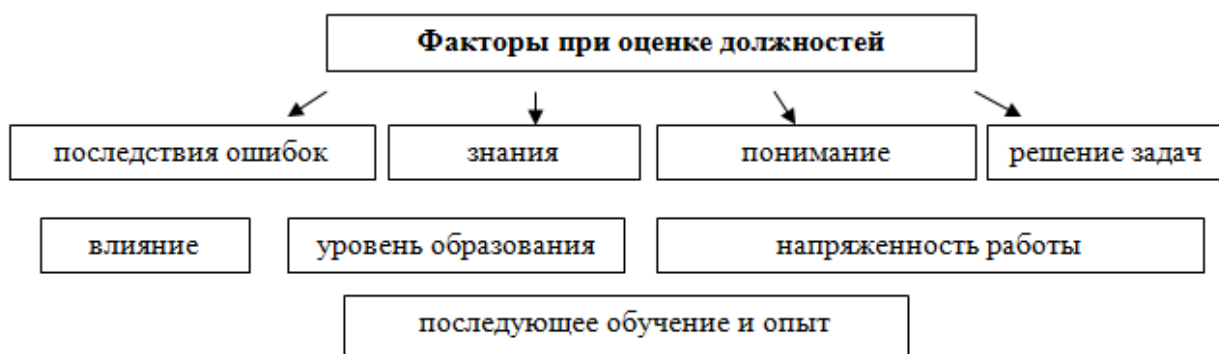 Факторы при оценке должностей
последствия ошибок
знания
понимание
решение задач
влияние
уровень образования
напряженность работы
последующее обучение и опыт